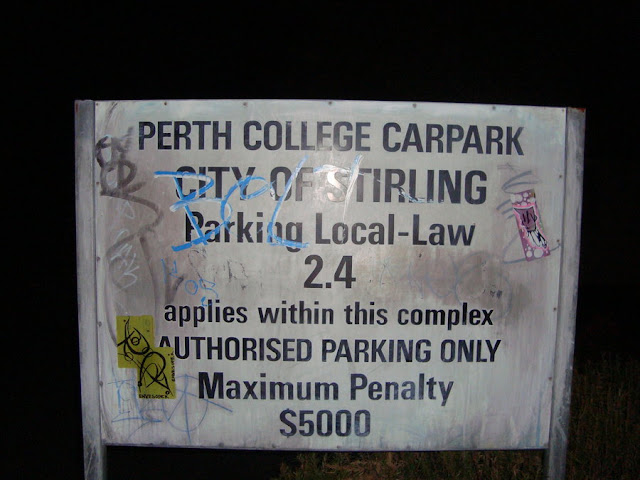 PERTH COLLEGE CARPARK
CITY OF STIRLING
Parking Local-Law
2.4
applies within this complex
AUTHORISED PARKING ONLY
Maximum Penalty
$5000